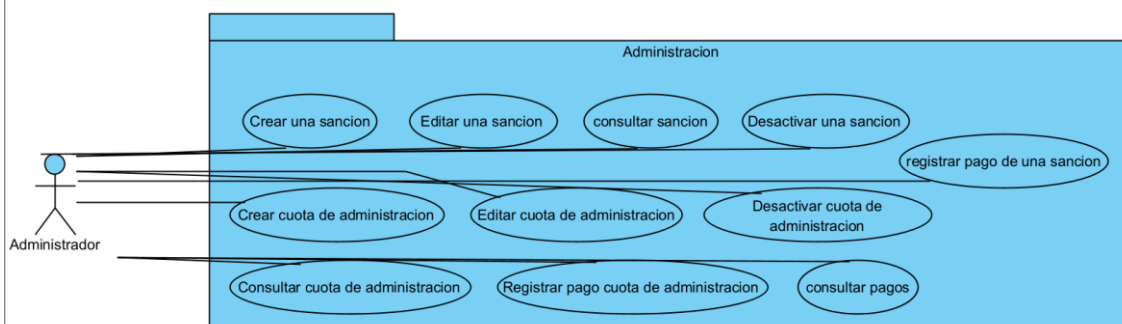 Administracion
Crear una sancion
Editar una sancion
consultar sancion
Desactivar una sancion
registrar pago de una sancion
Crear cuota de administracion
Editar cuota de administracion
Desactivar cuota de
administracion
Administrador
Consultar cuota de administracion
Registrar pago cuota de administracion
consultar pagos